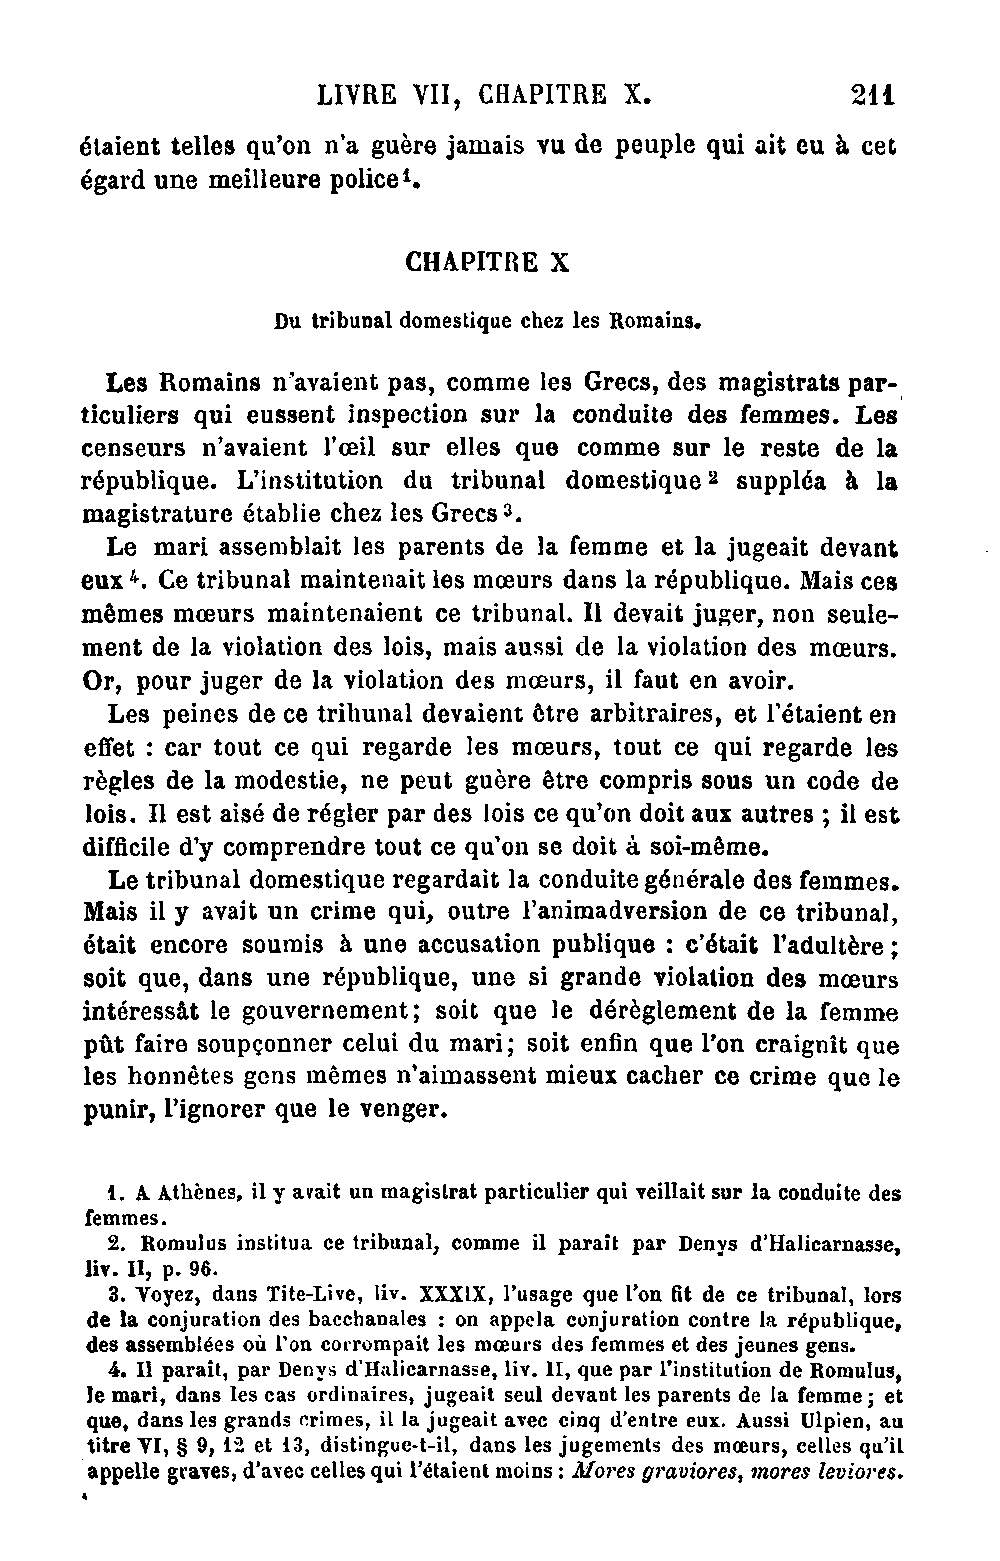 LIVRE VII, CHAPITRE X. 211
étaient telles qu'on n'a guère jamais vu de peuple qui ait eu à cet
égard une meilleure police¹.
CHAPITRE X
Du tribunal domestique chez les Romains.
Les Romains n'avaient pas, comme les Grecs, des magistrats par-
ticuliers qui eussent inspection sur la conduite des femmes. Les
censeurs n'avaient l'œil sur elles que comme sur le reste de la
république. L'institution du tribunal domestique² suppléa à la
magistrature établie chez les Grecs³.
Le mari assemblait les parents de la femme et la jugeait devant
eux⁴. Ce tribunal maintenait les mœurs dans la république. Mais ces
mêmes mœurs maintenaient ce tribunal. Il devait juger, non seule-
ment de la violation des lois, mais aussi de la violation des mœurs.
Or, pour juger de la violation des mœurs, il faut en avoir.
Les peines de ce tribunal devaient être arbitraires, et l'étaient en
effet : car tout ce qui regarde les mœurs, tout ce qui regarde les
règles de la modestie, ne peut guère être compris sous un code de
lois. Il est aisé de régler par des lois ce qu'on doit aux autres ; il est
difficile d'y comprendre tout ce qu'on se doit à soi-même.
Le tribunal domestique regardait la conduite générale des femmes.
Mais il y avait un crime qui, outre l'animadversion de ce tribunal,
était encore soumis à une accusation publique : c'était l'adultère ;
soit que, dans une république, une si grande violation des mœurs
intéressât le gouvernement; soit que le dérèglement de la femme
pût faire soupçonner celui du mari; soit enfin que l'on craignît que
les honnêtes gens mêmes n'aimassent mieux cacher ce crime que le
punir, l'ignorer que le venger.
1. A Athènes, il y avait un magistrat particulier qui veillait sur la conduite des
femmes.
2. Romulus institua ce tribunal, comme il paraît par Denys d'Halicarnasse,
liv. II, p. 96.
3. Voyez, dans Tite-Live, liv. XXXIX, l'usage que l'on fit de ce tribunal, lors
de la conjuration des bacchanales : on appela conjuration contre la république,
des assemblées où l'on corrompait les mœurs des femmes et des jeunes gens.
4. Il paraît, par Denys d'Halicarnasse, liv. II, que par l'institution de Romulus,
le mari, dans les cas ordinaires, jugeait seul devant les parents de la femme; et
que, dans les grands crimes, il la jugeait avec cinq d'entre eux. Aussi Ulpien, au
titre VI, § 9, 12 et 13, distingue-t-il, dans les jugements des mœurs, celles qu'il
appelle graves, d'avec celles qui l'étaient moins : Mores graviores, mores leviores.